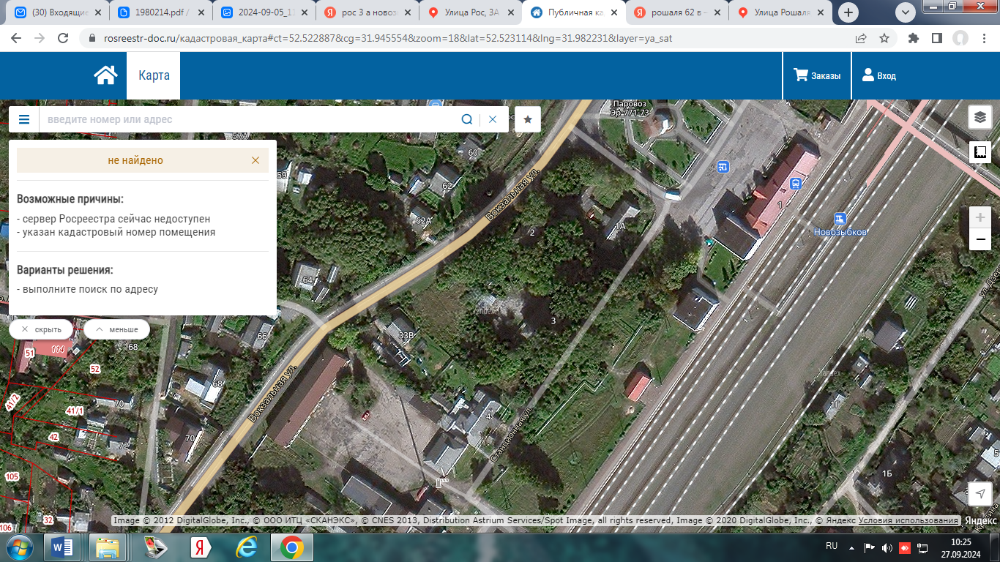 (30) Входящие
1980214.pdf /
2024-09-05_11
рос 3 а новозы
Улица Рос, 3А
Публичная ка
рошаля 62 в –
Улица Рошаля
rosreestr-doc.ru/кадастровая_карта#ct=52.522887&cg=31.945554&zoom=18&lat=52.523114&lng=31.982231&layer=ya_sat
Карта
Заказы
Вход
введите номер или адрес
не найдено
Возможные причины:
- сервер Росреестра сейчас недоступен
- указан кадастровый номер помещения
Варианты решения:
- выполните поиск по адресу
скрыть
меньше
Паровоз
Эр-771-73
57А
60
59
62
62А
Вокзальная ул.
2
1А
1
Новозыбков
64
3
yandex
33В
66
68
51
114
52
68
Вокзальная ул.
41/2
41/1
70
42
72
70
4
Станционная ул.
Yandex
1Г
1Б
105
106
32
Image © 2012 DigitalGlobe, Inc., © ООО ИТЦ «СКАНЭКС», © CNES 2013, Distribution Astrium Services/Spot Image, all rights reserved, Image © 2020 DigitalGlobe, Inc., © Яндекс Условия использования
Яндекс
RU
10:25
27.09.2024